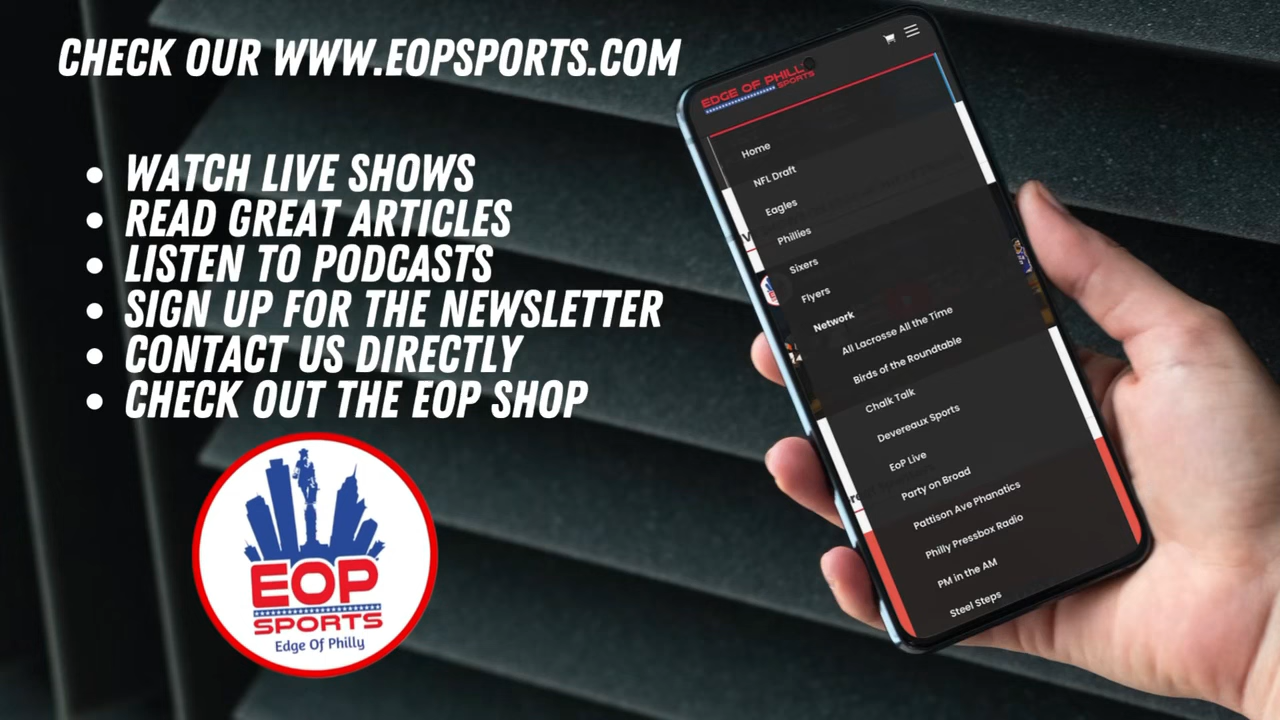 CHECK OUR WWW.EOPSPORTS.COM
WATCH LIVE SHOWS
READ GREAT ARTICLES
LISTEN TO PODCASTS
SIGN UP FOR THE NEWSLETTER
CONTACT US DIRECTLY
CHECK OUT THE EOP SHOP
EOP
SPORTS
Edge Of Philly
EDGE OF PHILLY
SPORTS
Home
NFL Draft
Eagles
Phillies
Sixers
Flyers
Network
All Lacrosse All the Time
Birds of the Roundtable
Chalk Talk
Devereaux Sports
EoP Live
Party on Broad
Pattison Ave Phanatics
Philly Pressbox Radio
PM in the AM
Steel Steps